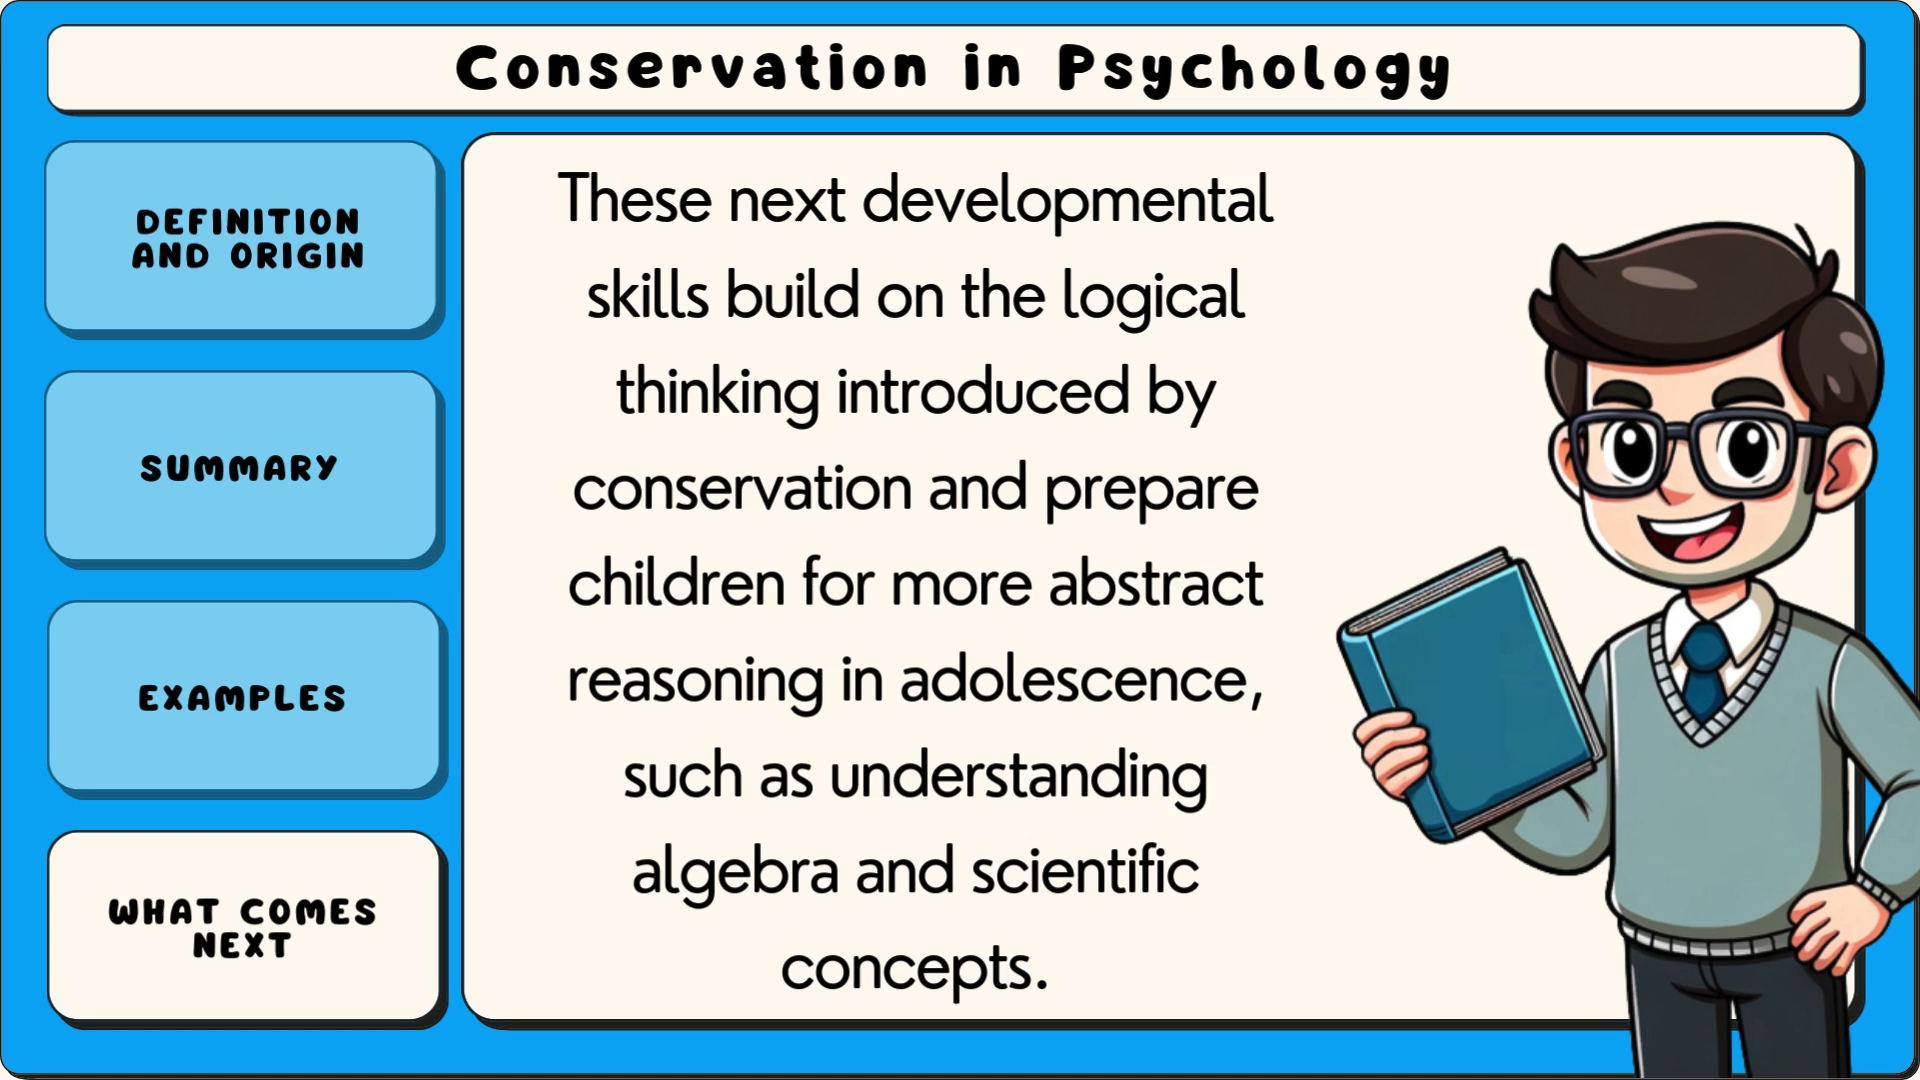 Conservation in Psychology
DEFINITION
AND ORIGIN
SUMMARY
EXAMPLES
WHAT COMES
NEXT
These next developmental
skills build on the logical
thinking introduced by
conservation and prepare
children for more abstract
reasoning in adolescence,
such as understanding
algebra and scientific
concepts.